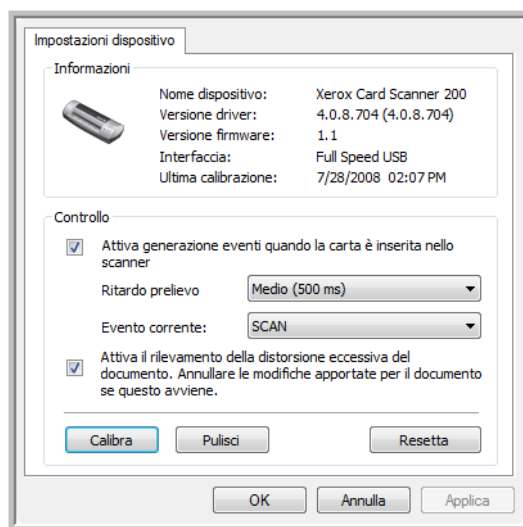 Impostazioni dispositivo
Informazioni
Nome dispositivo: Xerox Card Scanner 200
Versione driver: 4.0.8.704 (4.0.8.704)
Versione firmware: 1.1
Interfaccia: Full Speed USB
Ultima calibrazione: 7/28/2008 02:07 PM
Controllo
Attiva generazione eventi quando la carta è inserita nello
scanner
Ritardo prelievo Medio (500 ms)
Evento corrente: SCAN
Attiva il rilevamento della distorsione eccessiva del
documento. Annullare le modifiche apportate per il documento
se questo avviene.
Calibra Pulisci Resetta
OK Annulla Applica